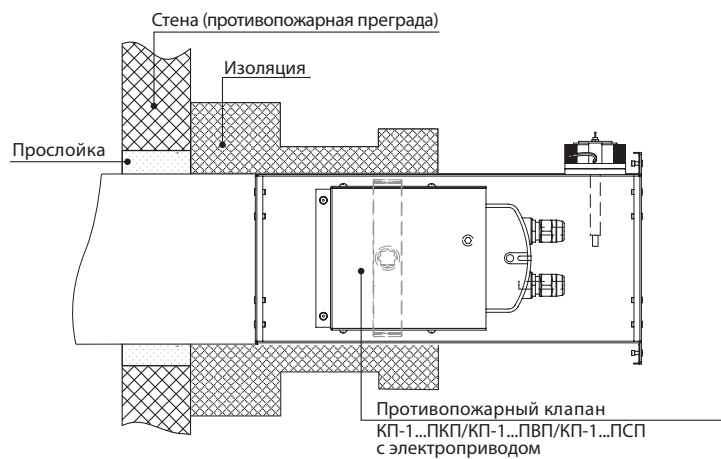 Стена (противопожарная преграда)
Изоляция
Прослойка
Противопожарный клапан
КП-1...ПКП/КП-1...ПВП/КП-1...ПСП
с электроприводом